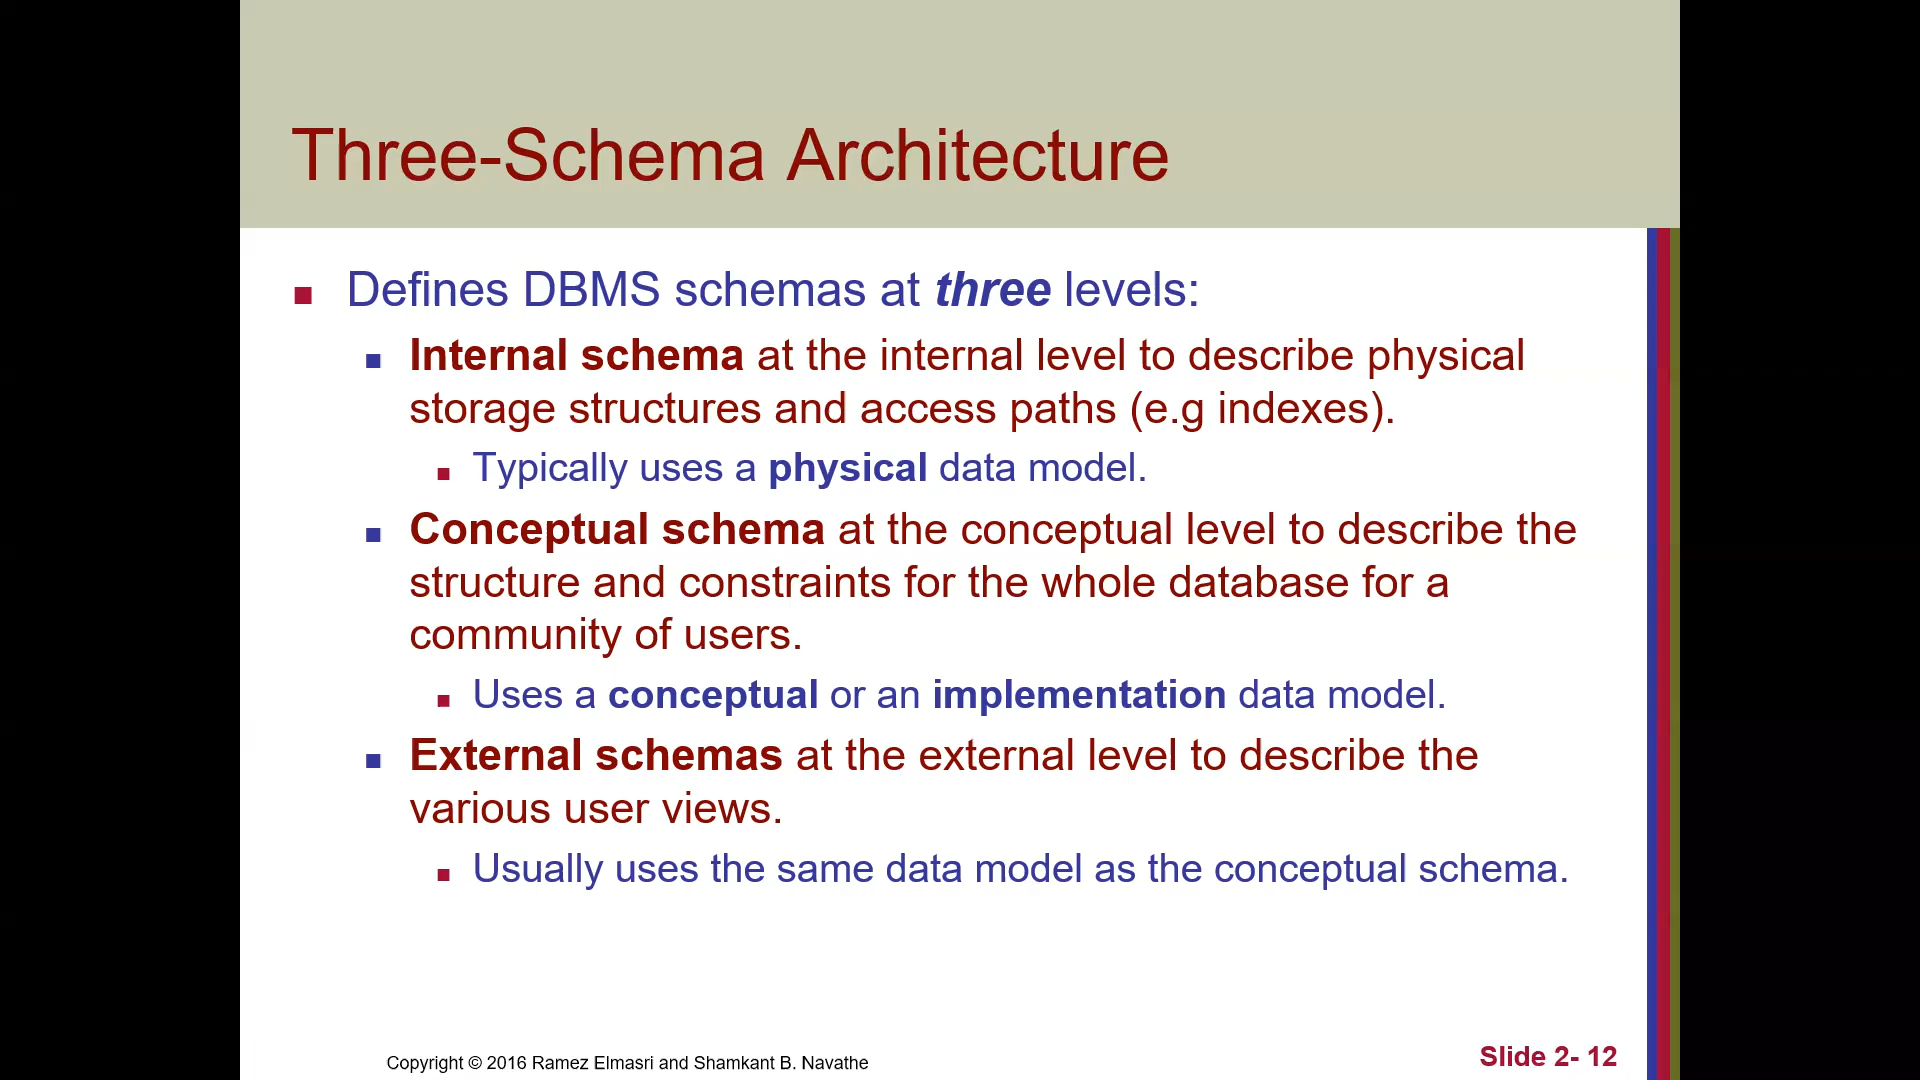 Three-Schema Architecture
Defines DBMS schemas at three levels:
Internal schema at the internal level to describe physical
storage structures and access paths (e.g indexes).
Typically uses a physical data model.
Conceptual schema at the conceptual level to describe the
structure and constraints for the whole database for a
community of users.
Uses a conceptual or an implementation data model.
External schemas at the external level to describe the
various user views.
Usually uses the same data model as the conceptual schema.
Copyright © 2016 Ramez Elmasri and Shamkant B. Navathe
Slide 2- 12